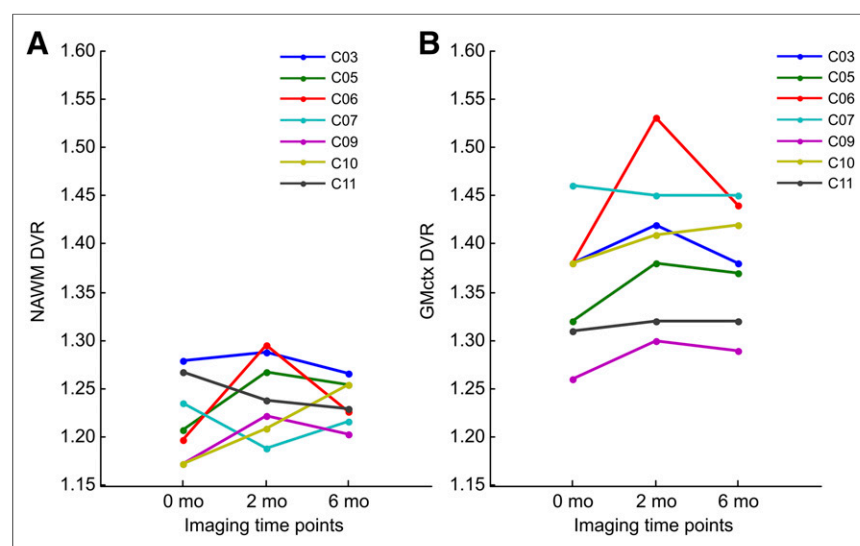 A
NAWM DVR
1.60
1.55
1.50
1.45
1.40
1.35
1.30
1.25
1.20
1.15
C03
C05
C06
C07
C09
C10
C11
0 mo 2 mo 6 mo
Imaging time points
B
GMctx DVR
1.60
1.55
1.50
1.45
1.40
1.35
1.30
1.25
1.20
1.15
C03
C05
C06
C07
C09
C10
C11
0 mo 2 mo 6 mo
Imaging time points